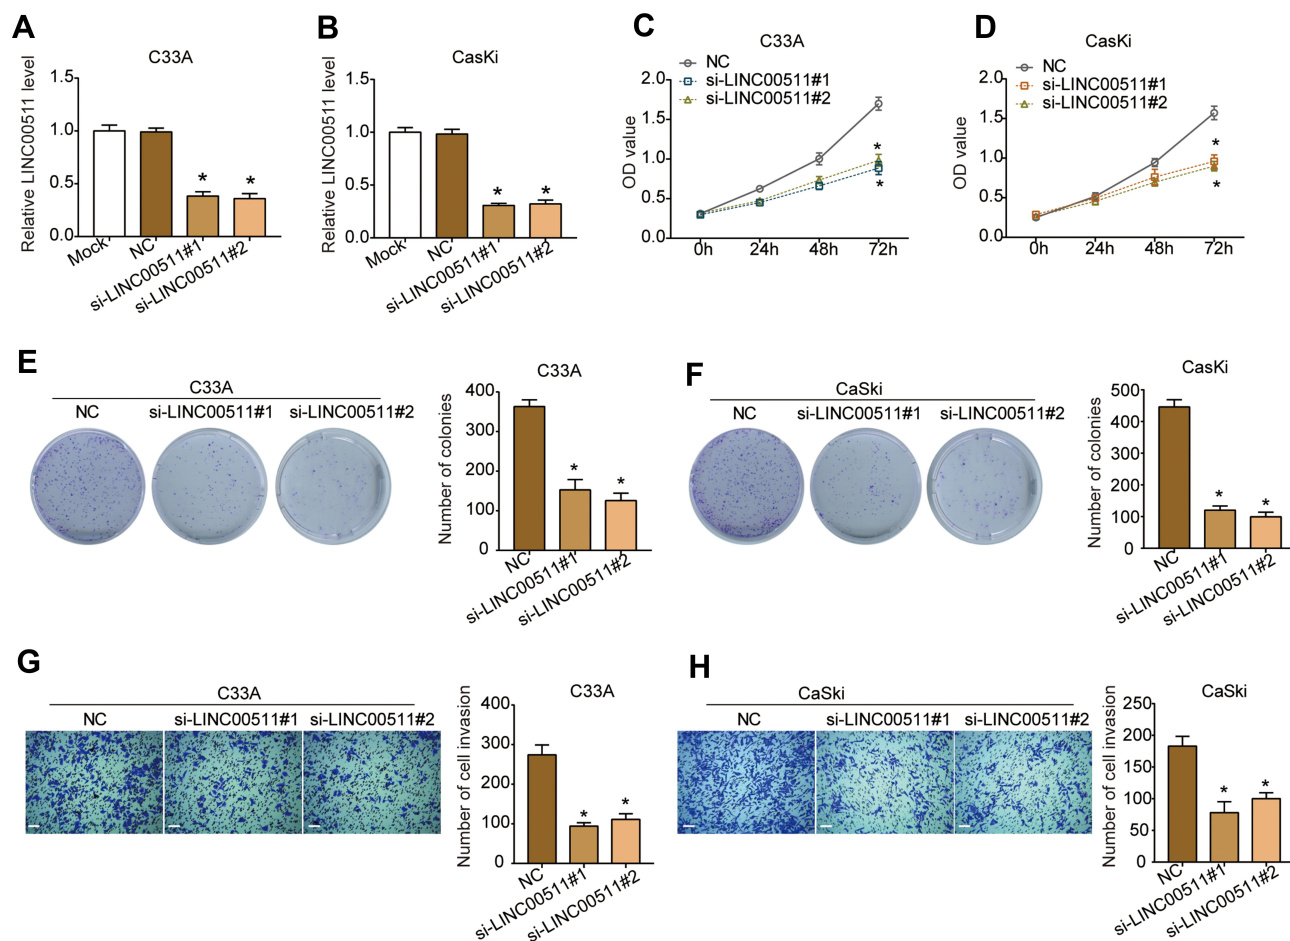 A
C33A
Relative LINC00511 level
1.5
1.0
0.5
0.0
Mock
NC
si-LINC00511#1
si-LINC00511#2
* *
B
CasKi
Relative LINC00511 level
1.5
1.0
0.5
0.0
Mock
NC
si-LINC00511#1
si-LINC00511#2
* *
C
C33A
NC
si-LINC00511#1
si-LINC00511#2
OD value
2.0
1.5
1.0
0.5
0.0
0h 24h 48h 72h
*
*
D
CasKi
NC
si-LINC00511#1
si-LINC00511#2
OD value
2.0
1.5
1.0
0.5
0.0
0h 24h 48h 72h
*
*
E
C33A
NC si-LINC00511#1 si-LINC00511#2
C33A
Number of colonies
400
300
200
100
0
NC
si-LINC00511#1
si-LINC00511#2
* *
F
CaSki
NC si-LINC00511#1 si-LINC00511#2
CasKi
Number of colonies
500
400
300
200
100
0
NC
si-LINC00511#1
si-LINC00511#2
* *
G
C33A
NC si-LINC00511#1 si-LINC00511#2
C33A
Number of cell invasion
400
300
200
100
0
NC
si-LINC00511#1
si-LINC00511#2
* *
H
CaSki
NC si-LINC00511#1 si-LINC00511#2
CaSki
Number of cell invasion
250
200
150
100
50
0
NC
si-LINC00511#1
si-LINC00511#2
* *